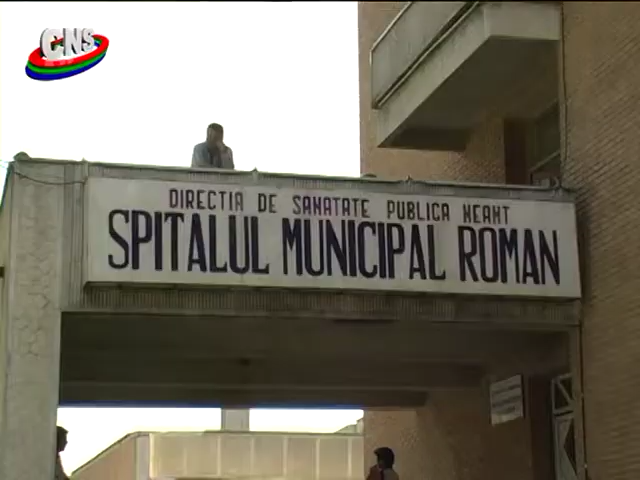 CNS
DIRECTIA DE SANATATE PUBLICA NEAMT
SPITALUL MUNICIPAL ROMAN